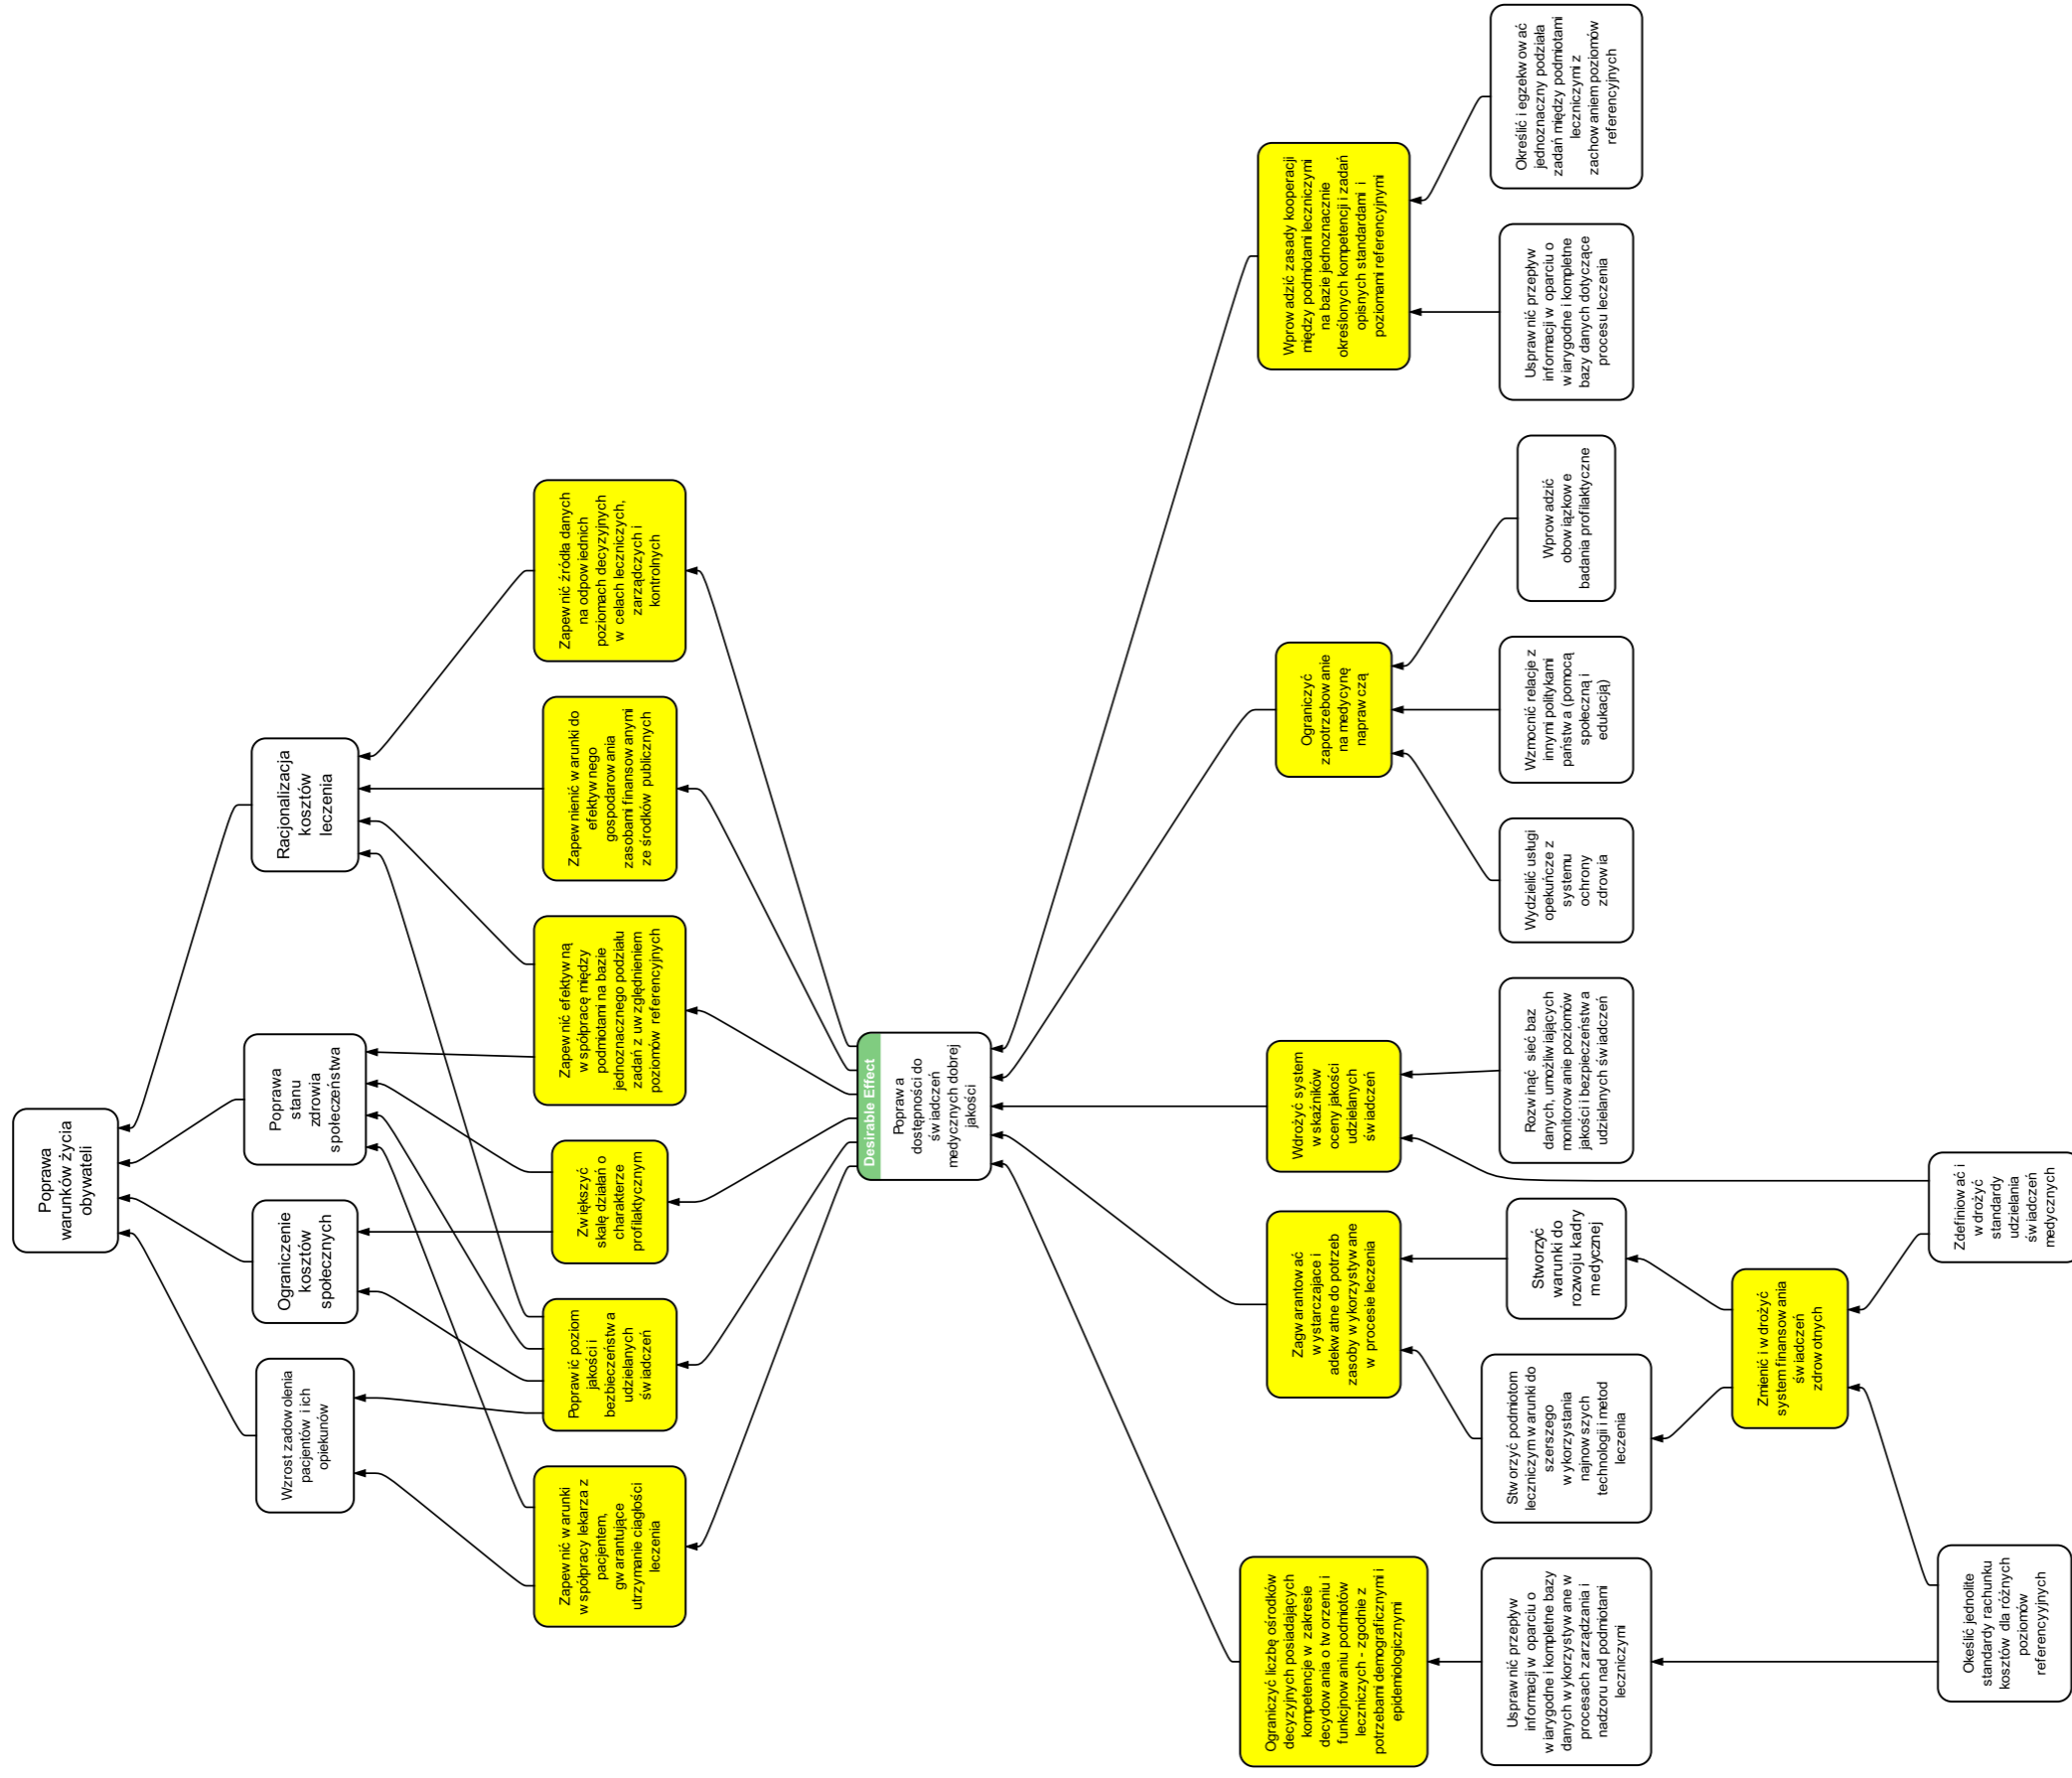 Poprawa
warunków życia
obywateli
Wzrost zadowolenia
pacjentów i ich
opiekunów
Ograniczenie
kosztów
społecznych
Poprawa
stanu
zdrowia
społeczeństwa
Racjonalizacja
kosztów
leczenia
Zapewnić warunki
współpracy lekarza z
pacjentem,
gwarantujące
utrzymanie ciągłości
leczenia
Poprawić poziom
jakości i
bezbieczeństwa
udzielanych
świadczeń
Zwiększyć
skalę działań o
charakterze
profilaktycznym
Zapewnić efektywną
współpracę między
podmiotami na bazie
jednoznacznego podziału
zadań z uwzględnieniem
poziomów referencyjnych
Zapewnienić warunki do
efektywnego
gospodarowania
zasobami finansowanymi
ze środków publicznych
Zapewnić źródła danych
na odpowiednich
poziomach decyzyjnych
w celach leczniczych,
zarządczych i
kontrolnych
Desirable Effect
Poprawa
dostępności do
świadczeń
medycznych dobrej
jakości
Ograniczyć liczbę ośrodków
decyzyjnych posiadających
kompetencje w zakresie
decydowania o tworzeniu i
funkcjnowaniu podmiotów
leczniczych - zgodnie z
potrzebami demograficznymi i
epidemiologicznymi
Zagwarantować
wystarczajace i
adekwatne do potrzeb
zasoby wykorzystywane
w procesie leczenia
Wdrożyć system
wskaźników
oceny jakości
udzielanych
świadczeń
Ograniczyć
zapotrzebowanie
na medycynę
naprawczą
Wprowadzić zasady kooperacji
między podmiotami leczniczymi
na bazie jednoznacznie
określonych kompetencji i zadań
opisnych standardami i
poziomami referencyjnymi
Usprawnić przepływ
informacji w oparciu o
wiarygodne i kompletne bazy
danych wykorzystywane w
procesach zarządzania i
nadzoru nad podmiotami
leczniczymi
Stworzyć podmiotom
leczniczym warunki do
szerszego
wykorzystania
najnowszych
technologii i metod
leczenia
Stworzyć
warunki do
rozwoju kadry
medycznej
Rozwinąć sieć baz
danych, umożliwiających
monitorowanie poziomów
jakości i bezpieczeństwa
udzielanych świadczeń
Wydzielić usługi
opekuńcze z
systemu
ochrony
zdrowia
Wzmocnić relacje z
innymi politykami
państwa (pomocą
społeczną i
edukacją)
Wprowadzić
obowiązkowe
badania profilaktyczne
Usprawnić przepływ
informacji w oparciu o
wiarygodne i kompletne
bazy danych dotyczące
procesu leczenia
Określić i egzekwować
jednoznaczny podziała
zadań między podmiotami
leczniczymi z
zachowaniem poziomów
referencyjnych
Zmienić i wdrożyć
system finansowania
świadczeń
zdrowotnych
Okeślić jednolite
standardy rachunku
kosztów dla różnych
poziomów
referencyyjnych
Zdefiniować i
wdrożyć
standardy
udzielania
świadczeń
medycznych